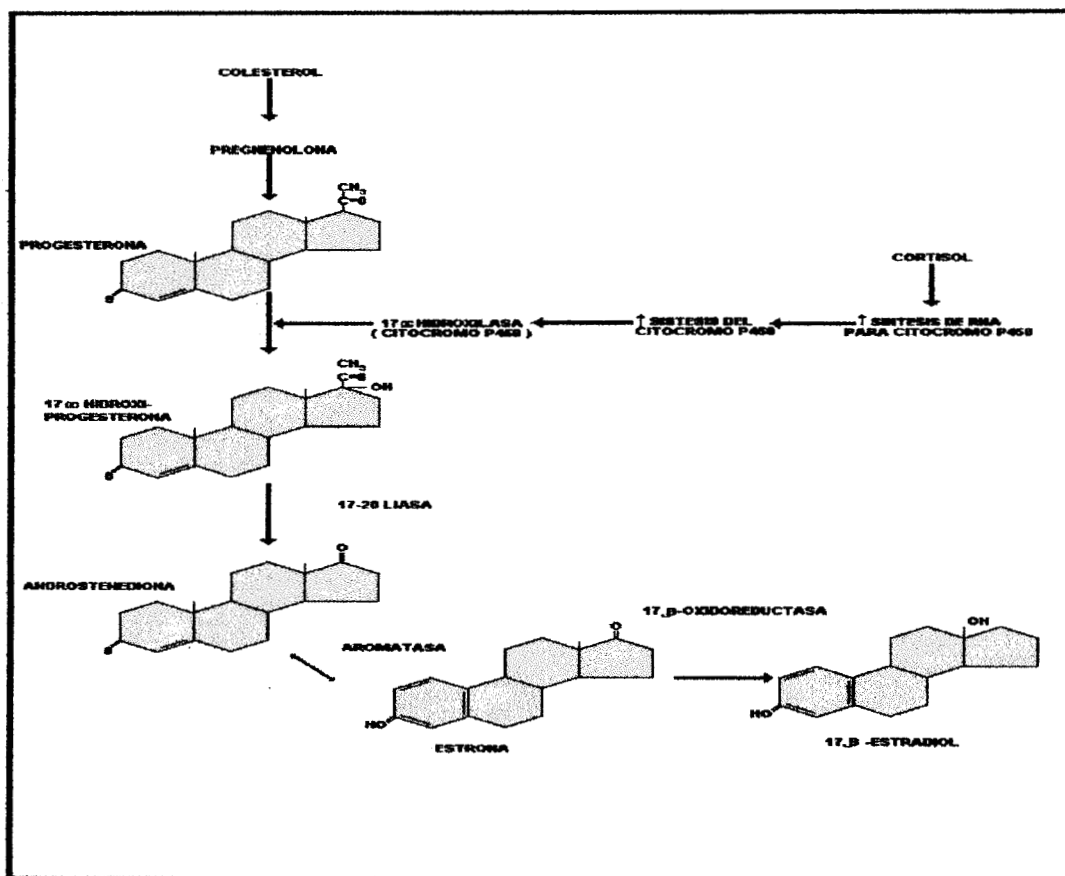 COLESTEROL
PREGNENOLONA
CH3
C=O
PROGESTERONA
O
CORTISOL
17 α HIDROXILASA
( CITOCROMO P450 )
↑ SINTESIS DEL
CITOCROMO P450
↑ SINTESIS DE RNA
PARA CITOCROMO P450
CH3
C=O
OH
17 α HIDROXI-
PROGESTERONA
O
17-20 LIASA
O
ANDROSTENEDIONA
O
AROMATASA
17,β-OXIDOREDUCTASA
O
HO
ESTRONA
OH
HO
17,β -ESTRADIOL